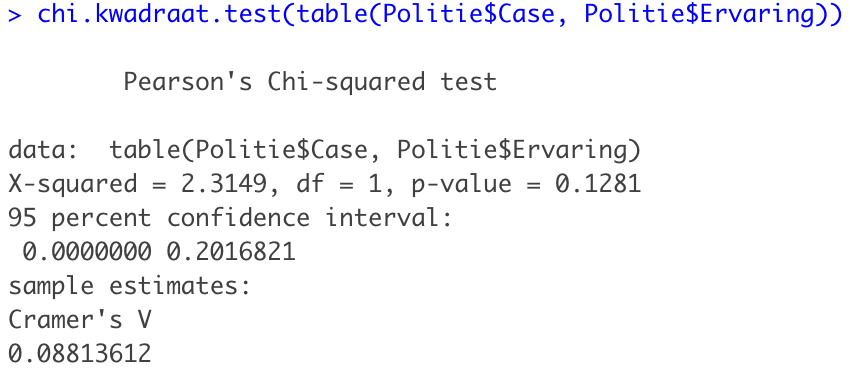 > chi.kwadraat.test(table(Politie$Case, Politie$Ervaring))
Pearson's Chi-squared test
data:  table(Politie$Case, Politie$Ervaring)
X-squared = 2.3149, df = 1, p-value = 0.1281
95 percent confidence interval:
 0.0000000 0.2016821
sample estimates:
Cramer's V
0.08813612